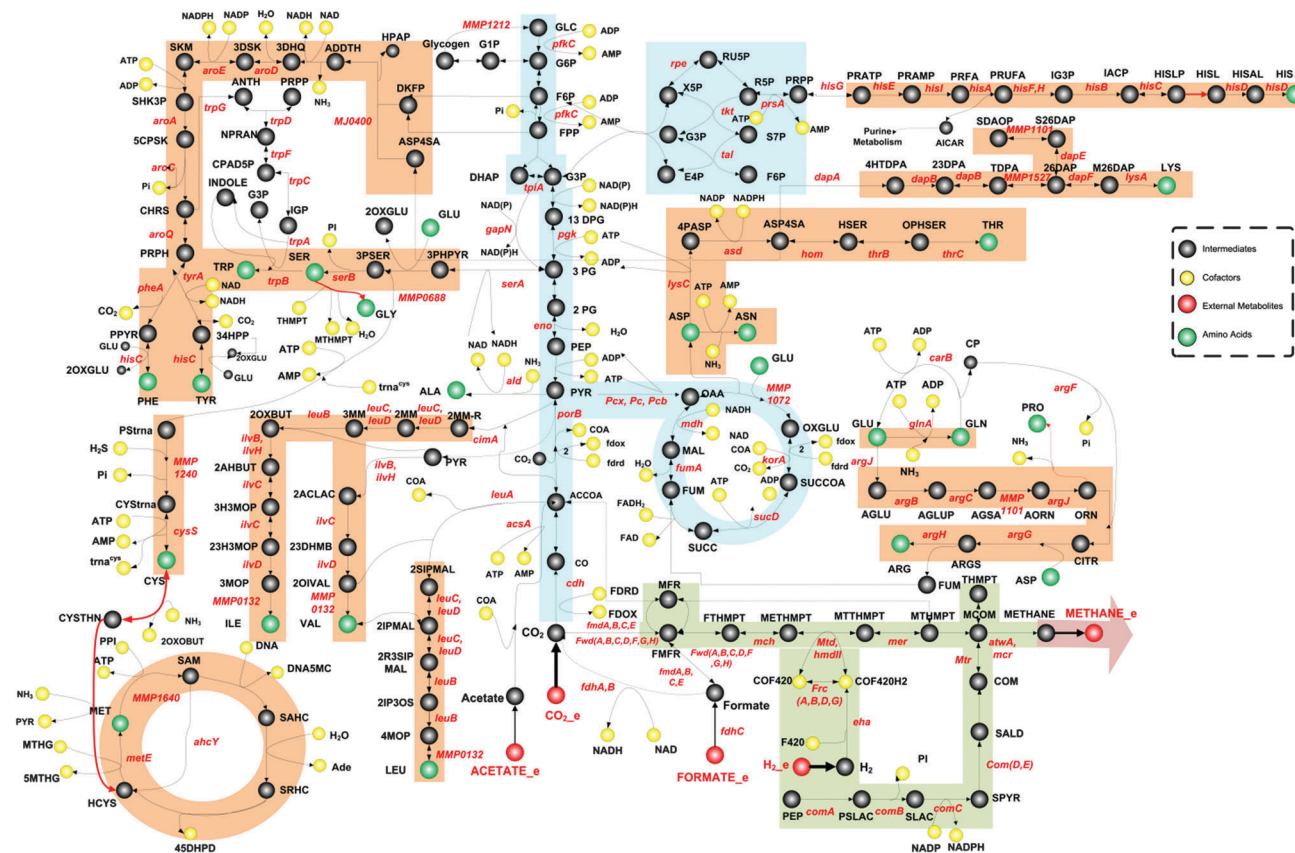 NADPH
NADP
H₂O
NADH
NAD
SKM
3DSK
3DHQ
ADDTH
HPAP
ATP
aroE
aroD
ADP
ANTH
PRPP
NH₃
SHK3P
trpG
DKFP
aroA
trpD
MJ0400
5CPSK
NPRAN
ASP4SA
aroC
CPAD5P
trpF
Pi
INDOLE
G3P
trpC
CHRS
IGP
2OXGLU
GLU
aroQ
trpA
PI
PRPH
TRP
SER
3PSER
3PHPYR
tyrA
trpB
serB
MMP0688
serA
pheA
NAD
NADH
GLY
CO₂
CO₂
THMPT
MTHMPT
H₂O
PPYR
34HPP
GLU
2OXGLU
hisC
hisC
2OXGLU
GLU
PHE
TYR
ATP
AMP
trna^cys
MMP1212
GLC
ADP
Glycogen
G1P
pfkC
AMP
G6P
F6P
ADP
Pi
pfkC
AMP
FPP
DHAP
G3P
tpiA
NAD(P)
NAD(P)
NAD(P)H
13 DPG
gapN
pgk
ATP
NAD(P)H
ADP
3 PG
2 PG
eno
H₂O
PEP
NAD
NADH
NH₃
ADP
ATP
ALA
ald
PYR
Pcx, Pc, Pcb
rpe
RU5P
X5P
R5P
PRPP
tkt
prsA
ATP
G3P
S7P
AMP
tal
E4P
F6P
hisG
PRATP
PRAMP
PRFA
PRUFA
IG3P
IACP
HISLP
HISL
HISAL
HIS
hisE
hisI
hisA
hisF,H
hisB
hisC
hisD
hisD
Purine
Metabolism
AICAR
SDAOP
S26DAP
MMP1101
dapE
dapA
4HTDPA
23DPA
TDPA
26DAP
M26DAP
LYS
dapB
dapB
MMP1527
dapF
lysA
NADP
NADPH
4PASP
ASP4SA
HSER
OPHSER
THR
asd
hom
thrB
thrC
lysC
ATP
AMP
ASP
ASN
NH₃
GLU
MMP
1072
Intermediates
Cofactors
External Metabolites
Amino Acids
ATP
ADP
carB
CP
ATP
ADP
argF
PRO
glnA
GLU
GLN
Pi
NH₃
NH₃
argJ
argB
argC
MMP
1101
argJ
AGLU
AGLUP
AGSA
AORN
ORN
argH
argG
ARG
ARGS
CITR
FUM
ASP
OAA
mdh
NADH
NAD
OXGLU
MAL
COA
fdox
2
H₂O
fumA
CO₂
korA
fdrd
FUM
ATP
ADP
SUCCOA
FADH₂
FAD
sucD
SUCC
PStrna
H₂S
MMP
1240
Pi
CYStrna
ATP
AMP
cysS
trna^cys
CYS
CYSTHN
NH₃
PPI
2OXOBUT
ATP
SAM
DNA
DNA5MC
NH₃
MMP1640
MET
PYR
SAHC
MTHG
metE
ahcY
H₂O
5MTHG
Ade
HCYS
SRHC
45DHPD
2OXBUT
leuB
3MM
leuC,
leuD
2MM
leuC,
leuD
2MM-R
cimA
ilvB,
ilvH
2AHBUT
ilvB,
ilvH
PYR
ilvC
2ACLAC
COA
3H3MOP
ilvC
ilvC
23H3MOP
23DHMB
ilvD
ilvD
3MOP
2OIVAL
MMP0132
MMP
0132
ILE
VAL
2SIPMAL
leuC,
leuD
2IPMAL
leuC,
leuD
2R3SIP
MAL
leuB
2IP3OS
leuB
4MOP
MMP0132
LEU
porB
COA
fdox
2
CO₂
fdrd
leuA
ACCOA
acsA
ATP
AMP
CO
COA
cdh
FDRD
FDOX
CO₂
fmdA,B,C,E
Fwd(A,B,C,D,F,G,H)
Acetate
ACETATE_e
CO₂_e
fdhA,B
NADH
NAD
Formate
fdhC
FORMATE_e
MFR
FMFR
fmdA,B,
C,E
FTHMPT
METHMPT
MTTHMPT
MTHMPT
MCOM
METHANE
METHANE_e
THMPT
Fwd(A,B,C,D,F
,G,H)
mch
Mtd,
hmdII
mer
atwA,
mcr
Mtr
COF420
COF420H2
Frc
(A,B,D,G)
COM
eha
F420
SALD
H₂_e
H₂
PI
Com(D,E)
PEP
PSLAC
SLAC
SPYR
comA
comB
comC
NADP
NADPH